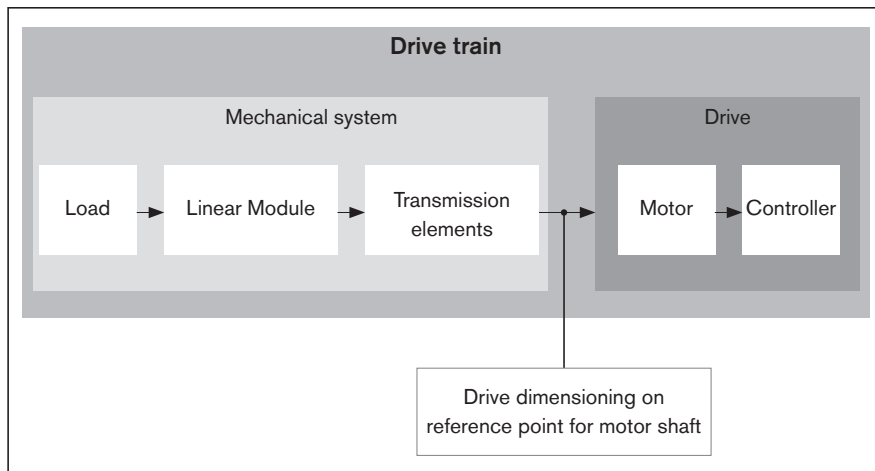 Drive train
Mechanical system
Drive
Load
Linear Module
Transmission
elements
Motor
Controller
Drive dimensioning on
reference point for motor shaft